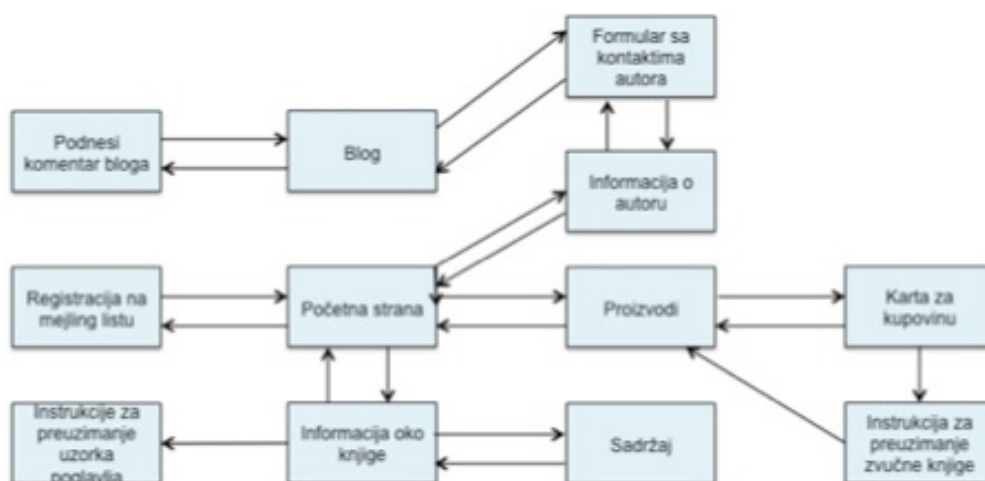 Formular sa
kontaktima
autora
Podnesi
komentar bloga
Blog
Informacija o
autoru
Registracija na
mejling listu
Početna strana
Proizvodi
Karta za
kupovinu
Instrukcije za
preuzimanje
uzorka
poglavlja
Informacija oko
knjige
Sadržaj
Instrukcija za
preuzimanje
zvučne knjige